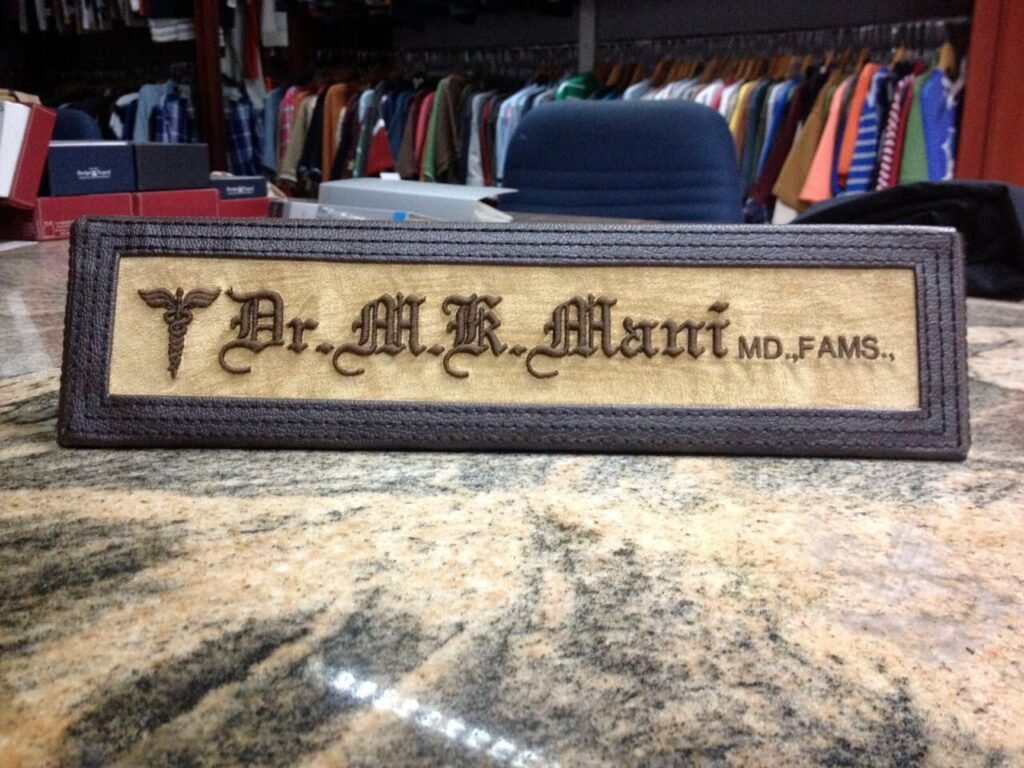 Dr. M. K. Mani MD.,FAMS.,